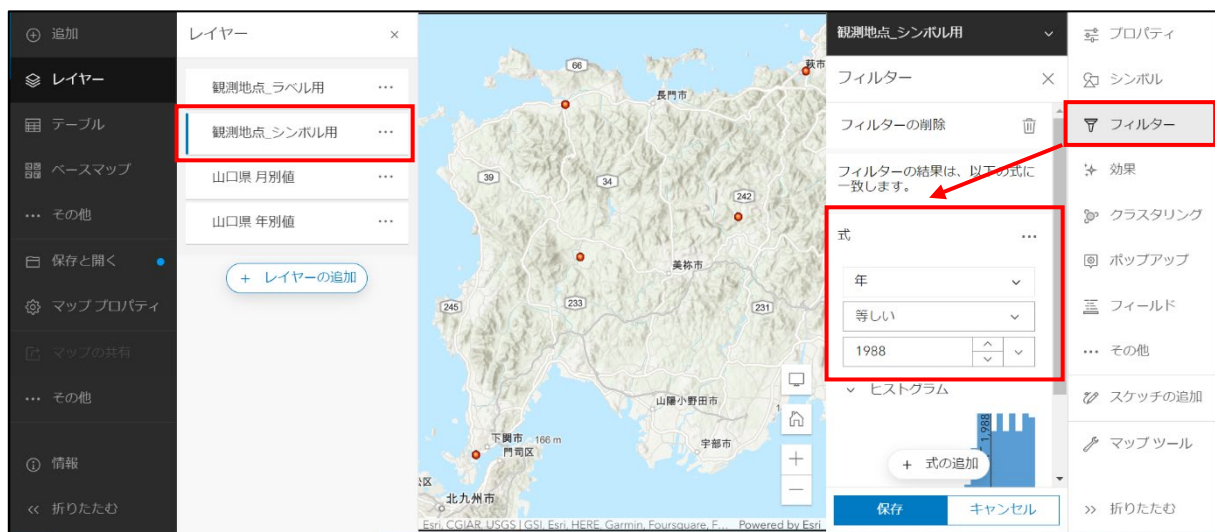 追加
レイヤー
テーブル
ベースマップ
その他
保存と開く
マップ プロパティ
マップの共有
その他
情報
折りたたむ
レイヤー
観測地点_ラベル用
観測地点_シンボル用
山口県 月別値
山口県 年別値
+ レイヤーの追加
66
萩市
長門市
39
34
242
美祢市
245
233
231
山陽小野田市
1
下関市
166 m
門司区
宇部市
区
北九州市
Esri, CGIAR, USGS | GSI, Esri, HERE, Garmin, Foursquare, F... Powered by Esri
観測地点_シンボル用
フィルター
フィルターの削除
フィルターの結果は、以下の式に
一致します。
式
年
等しい
1988
ヒストグラム
1,988
+ 式の追加
保存
キャンセル
プロパティ
シンボル
フィルター
効果
クラスタリング
ポップアップ
フィールド
その他
スケッチの追加
マップ ツール
折りたたむ